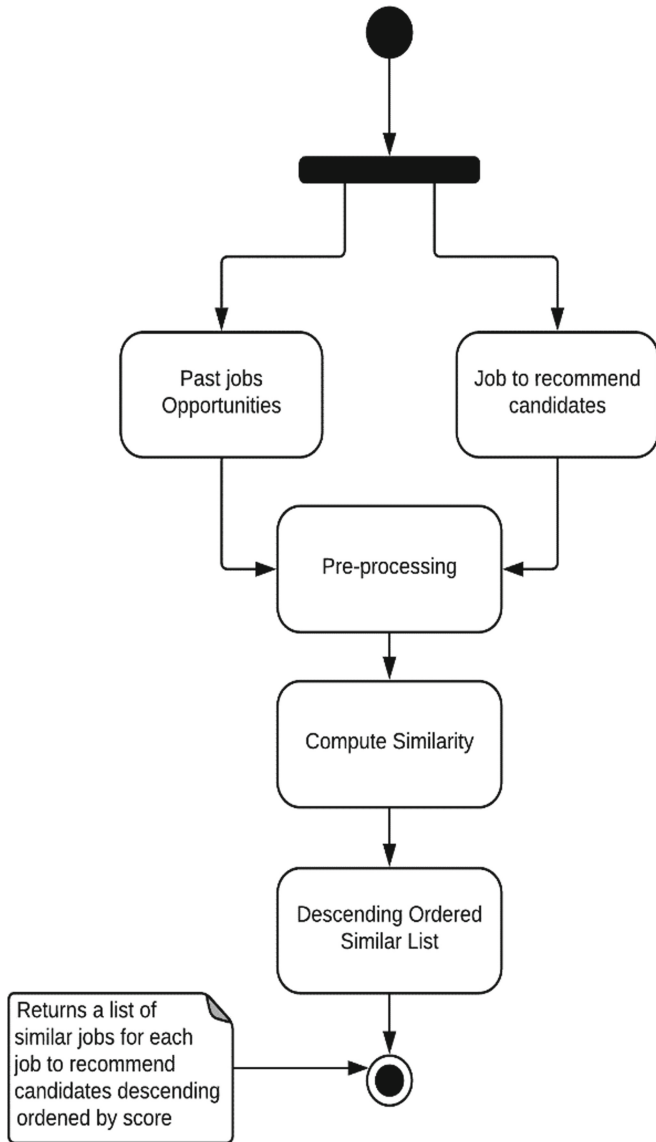 Past jobs
Opportunities
Job to recommend
candidates
Pre-processing
Compute Similarity
Descending Ordered
Similar List
Returns a list of
similar jobs for each
job to recommend
candidates descending
ordened by score